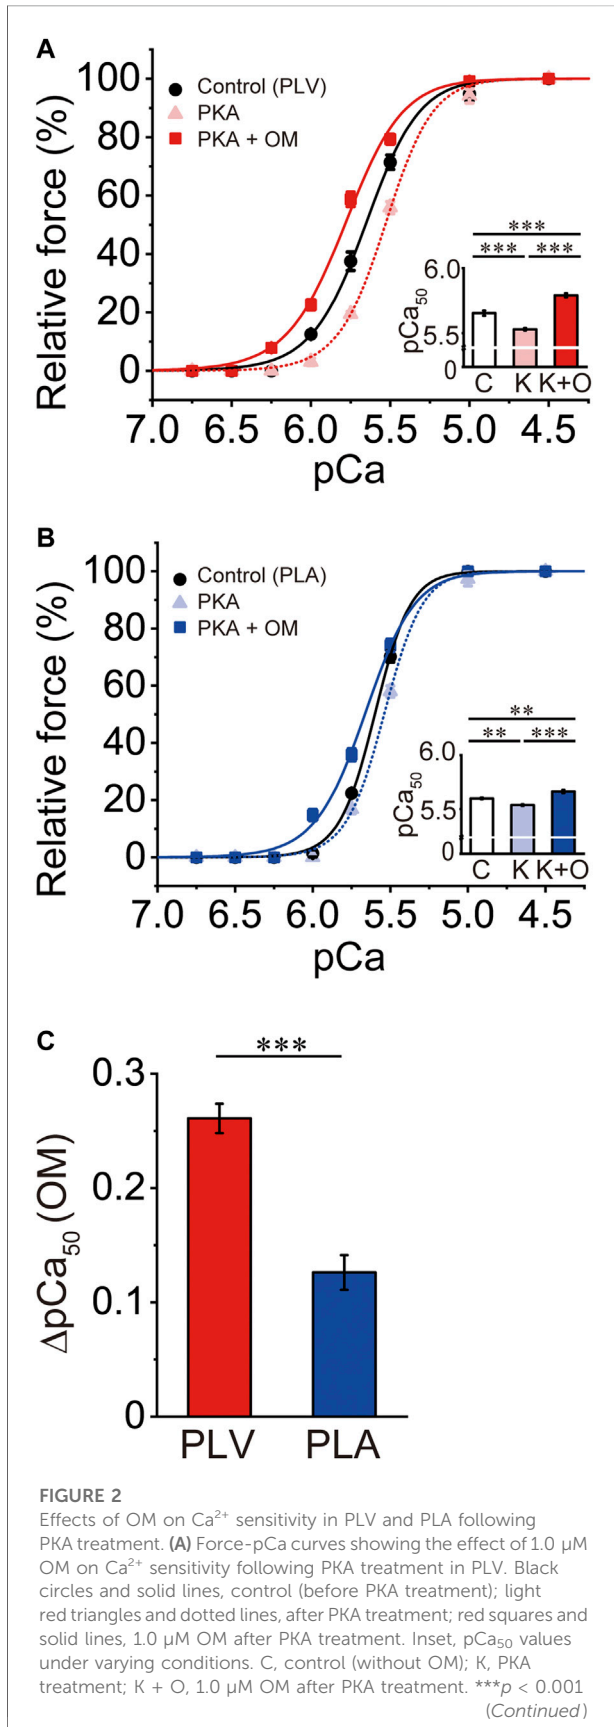 A
Relative force (%)
100
80
60
40
20
0
Control (PLV)
PKA
PKA + OM
***
*** ***
pCa50
6.0
5.5
0
C K K+O
7.0 6.5 6.0 5.5 5.0 4.5
pCa
B
Relative force (%)
100
80
60
40
20
0
Control (PLA)
PKA
PKA + OM
**
** ***
pCa50
6.0
5.5
0
C K K+O
7.0 6.5 6.0 5.5 5.0 4.5
pCa
C
***
ΔpCa50 (OM)
0.3
0.2
0.1
0
PLV PLA
FIGURE 2
Effects of OM on Ca2+ sensitivity in PLV and PLA following
PKA treatment. (A) Force-pCa curves showing the effect of 1.0 µM
OM on Ca2+ sensitivity following PKA treatment in PLV. Black
circles and solid lines, control (before PKA treatment); light
red triangles and dotted lines, after PKA treatment; red squares and
solid lines, 1.0 µM OM after PKA treatment. Inset, pCa50 values
under varying conditions. C, control (without OM); K, PKA
treatment; K + O, 1.0 µM OM after PKA treatment. ***p < 0.001
(Continued)